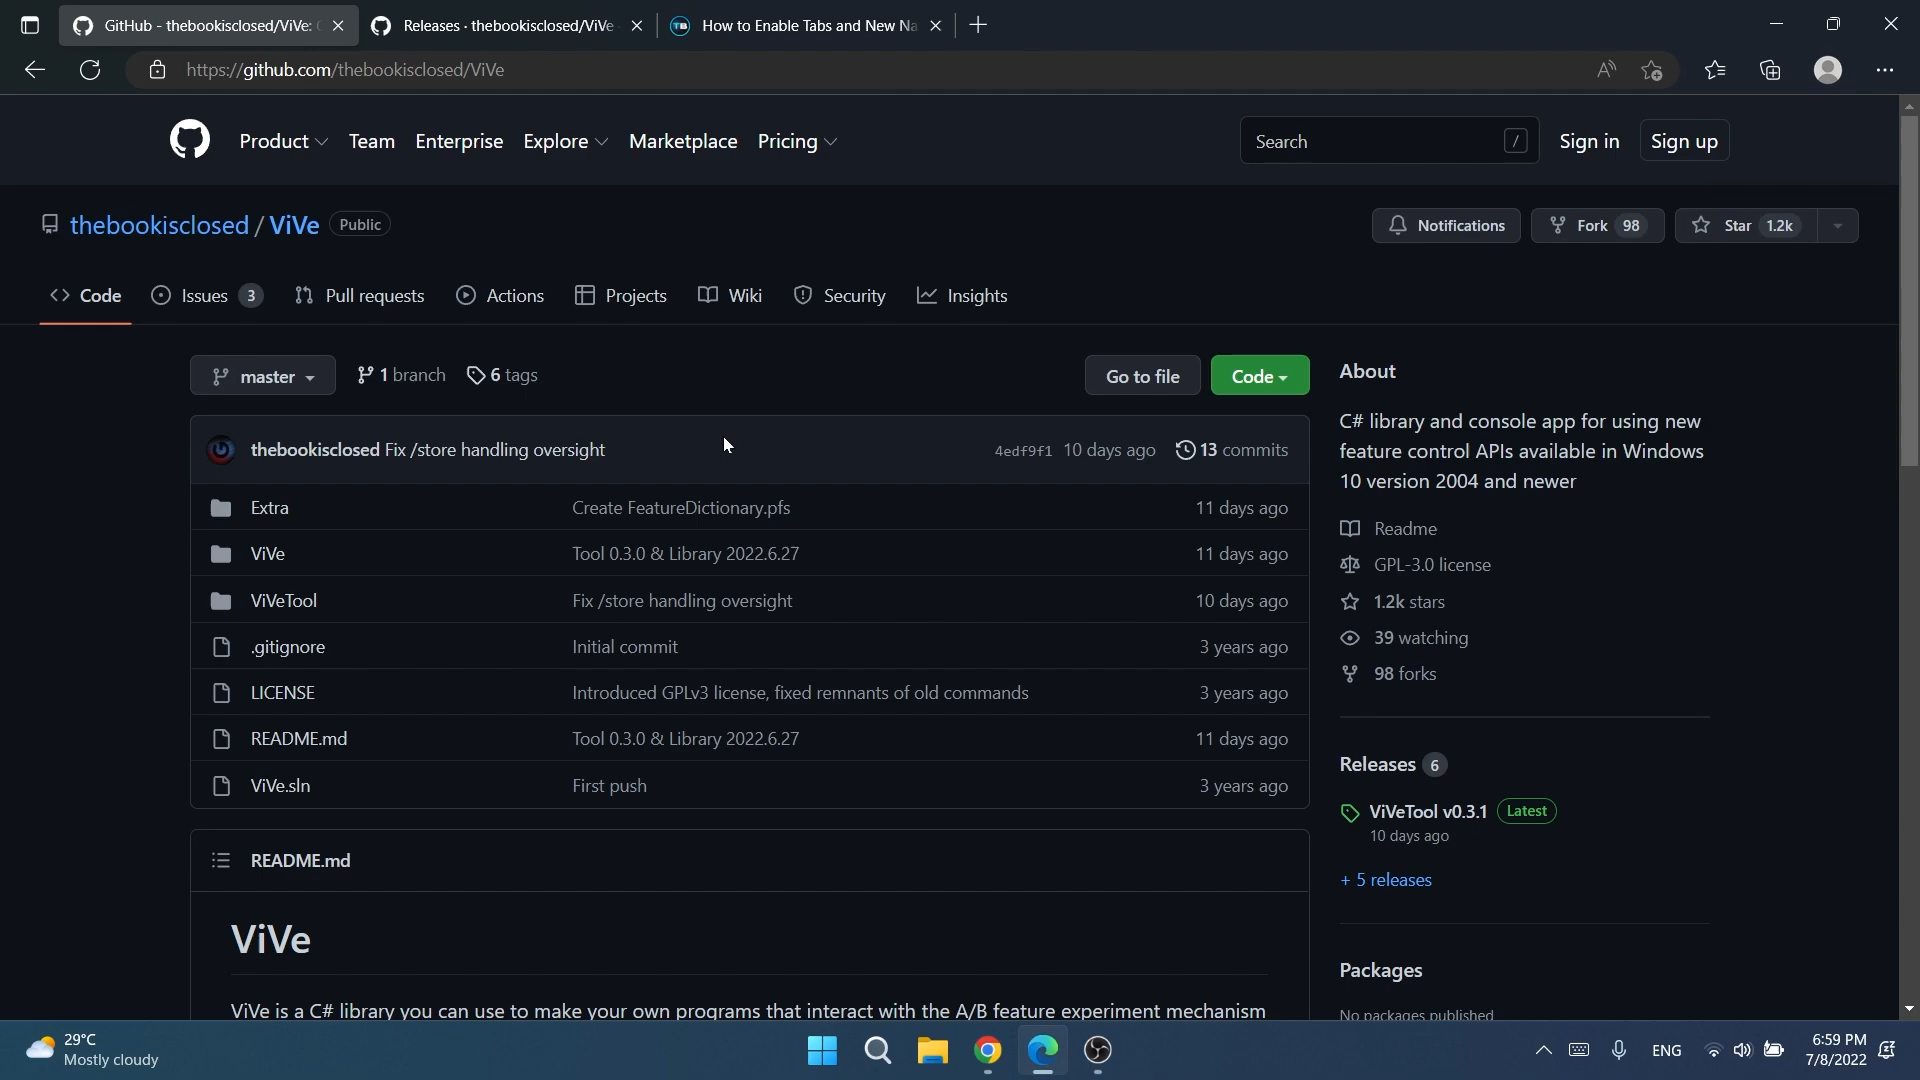 GitHub - thebookisclosed/ViVe:
Releases · thebookisclosed/ViVe
How to Enable Tabs and New Na
https://github.com/thebookisclosed/ViVe
Product Team Enterprise Explore Marketplace Pricing
Search /
Sign in
Sign up
thebookisclosed / ViVe Public
Notifications
Fork 98
Star 1.2k
Code
Issues 3
Pull requests
Actions
Projects
Wiki
Security
Insights
master
1 branch
6 tags
Go to file
Code
thebookisclosed Fix /store handling oversight 4edf9f1 10 days ago 13 commits
Extra Create FeatureDictionary.pfs 11 days ago
ViVe Tool 0.3.0 & Library 2022.6.27 11 days ago
ViVeTool Fix /store handling oversight 10 days ago
.gitignore Initial commit 3 years ago
LICENSE Introduced GPLv3 license, fixed remnants of old commands 3 years ago
README.md Tool 0.3.0 & Library 2022.6.27 11 days ago
ViVe.sln First push 3 years ago
README.md
ViVe
ViVe is a C# library you can use to make your own programs that interact with the A/B feature experiment mechanism
About
C# library and console app for using new
feature control APIs available in Windows
10 version 2004 and newer
Readme
GPL-3.0 license
1.2k stars
39 watching
98 forks
Releases 6
ViVeTool v0.3.1 Latest
10 days ago
+ 5 releases
Packages
No packages published
29°C
Mostly cloudy
ENG
6:59 PM
7/8/2022